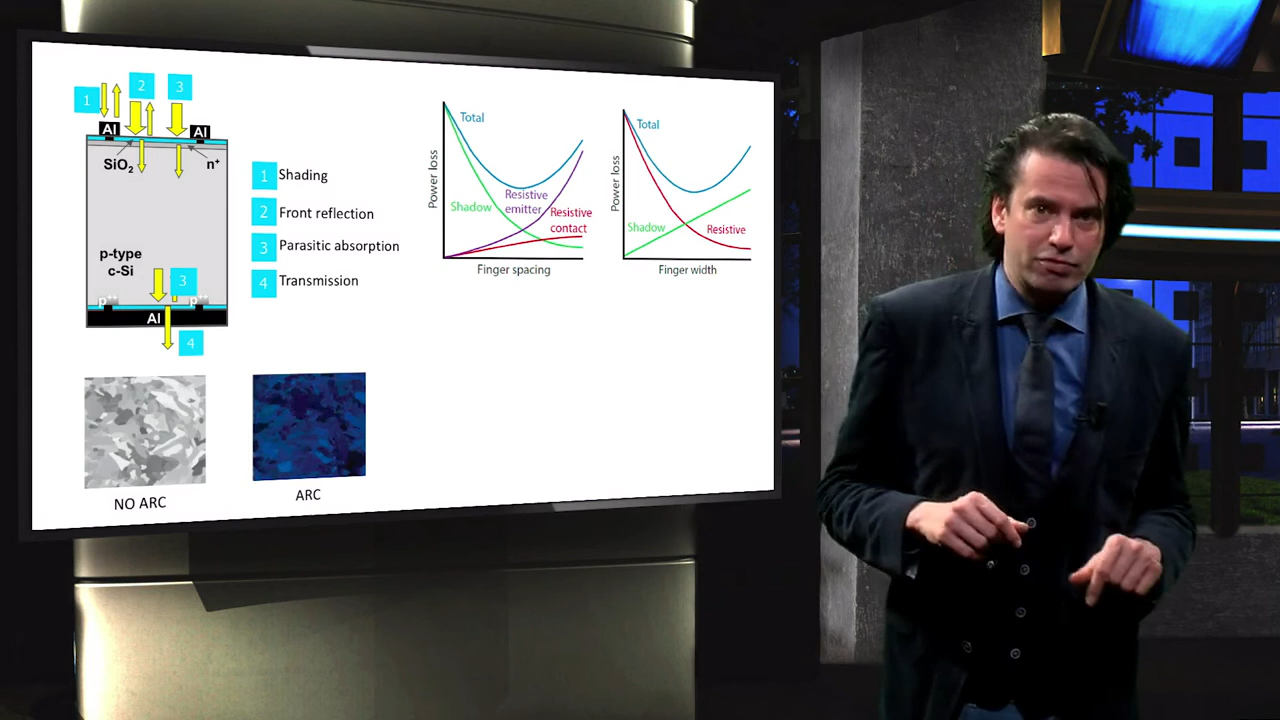 1
2
3
Al
Al
SiO₂
n⁺
p-type
c-Si
3
p⁺⁺
p⁺⁺
Al
4
1 Shading
2 Front reflection
3 Parasitic absorption
4 Transmission
NO ARC
ARC
Power loss
Total
Shadow
Resistive
emitter
Resistive
contact
Finger spacing
Power loss
Total
Shadow
Resistive
Finger width